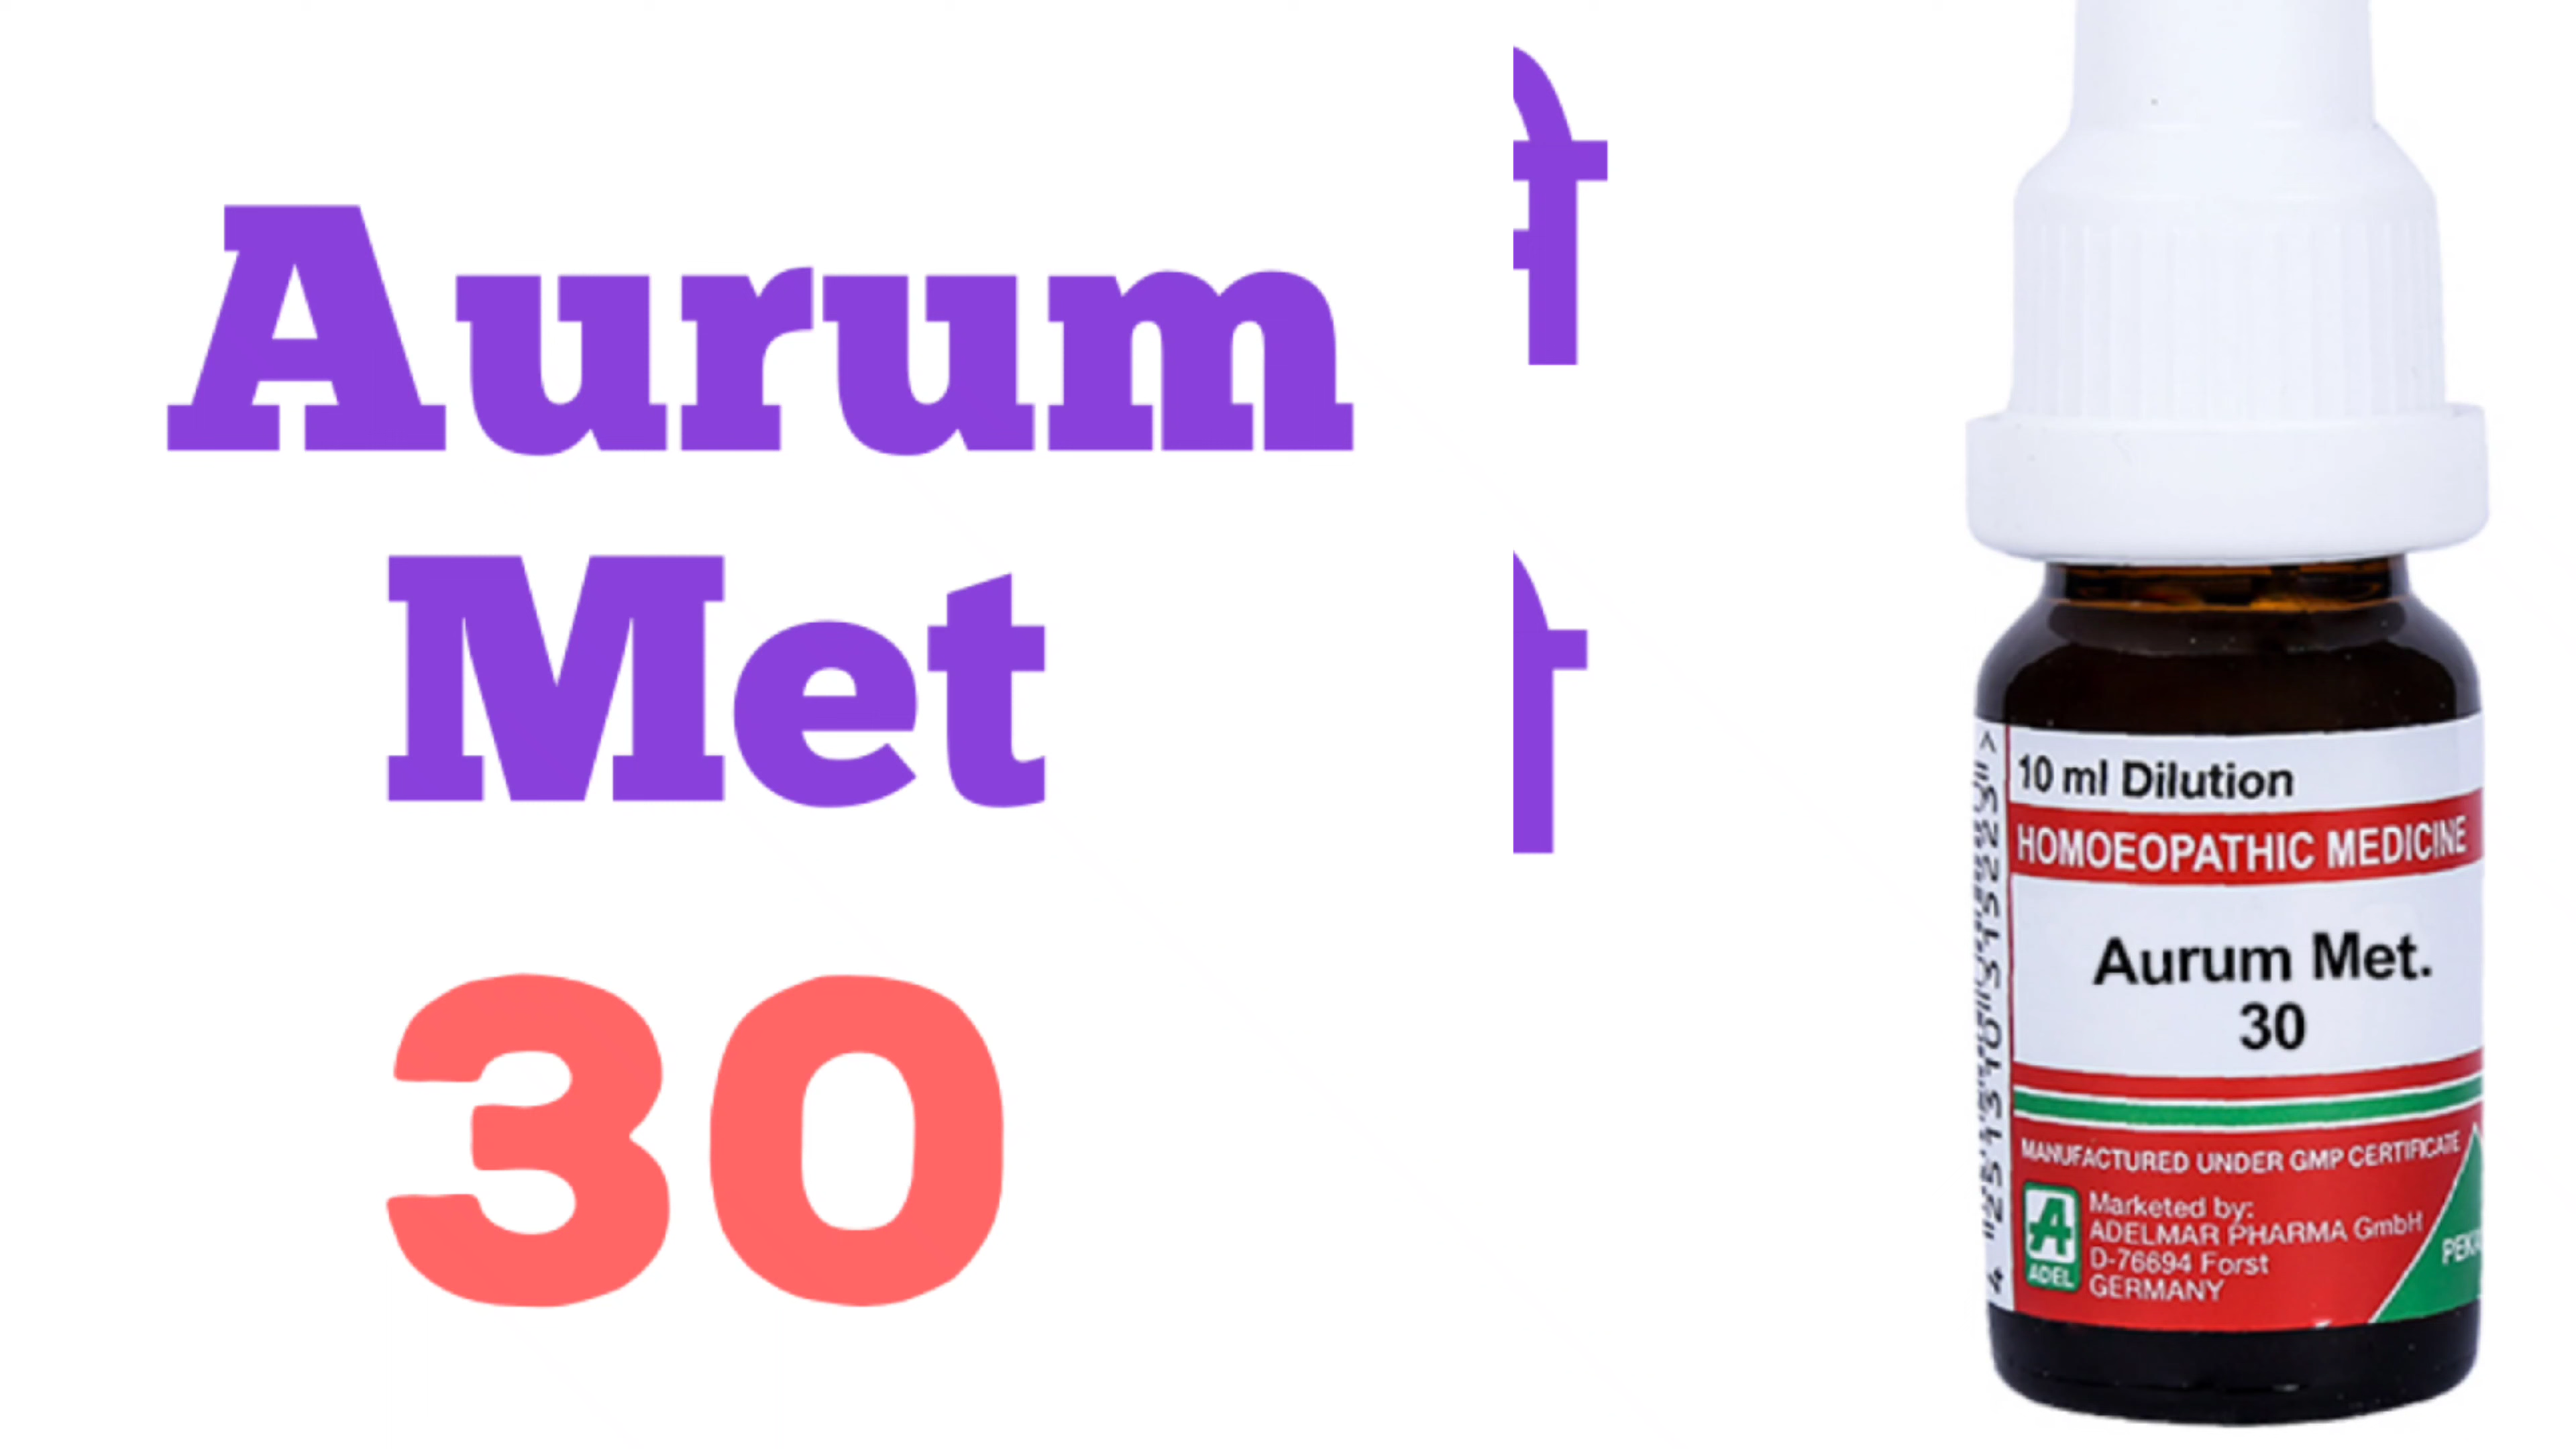 Aurum
Met
30
10 ml Dilution
HOMOEOPATHIC MEDICINE
Aurum Met.
30
MANUFACTURED UNDER GMP CERTIFICATE
A
ADEL
Marketed by:
ADELMAR PHARMA GmbH
D-76694 Forst
GERMANY